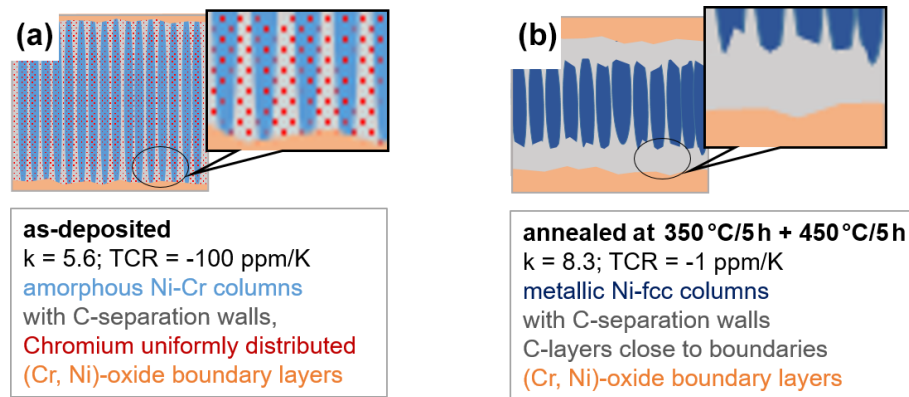 (a)
as-deposited
k = 5.6; TCR = -100 ppm/K
amorphous Ni-Cr columns
with C-separation walls,
Chromium uniformly distributed
(Cr, Ni)-oxide boundary layers
(b)
annealed at 350°C/5h + 450°C/5h
k = 8.3; TCR = -1 ppm/K
metallic Ni-fcc columns
with C-separation walls
C-layers close to boundaries
(Cr, Ni)-oxide boundary layers